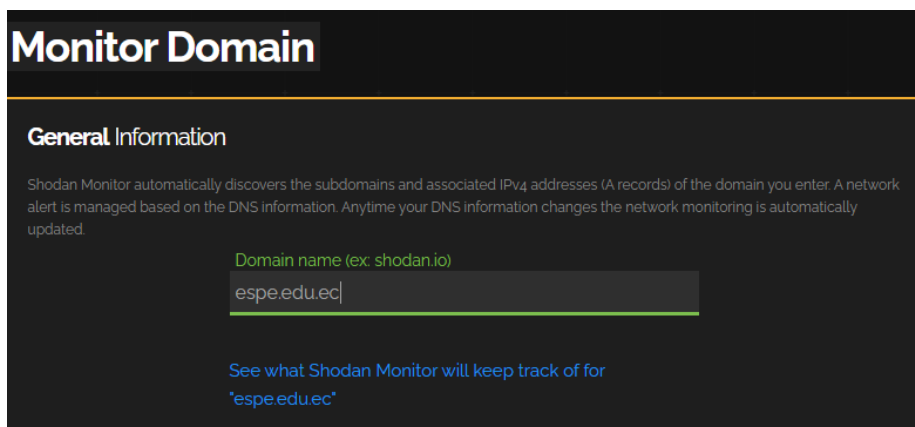 Monitor Domain
General Information
Shodan Monitor automatically discovers the subdomains and associated IPv4 addresses (A records) of the domain you enter. A network
alert is managed based on the DNS information. Anytime your DNS information changes the network monitoring is automatically
updated.
Domain name (ex: shodan.io)
espe.edu.ec
See what Shodan Monitor will keep track of for
"espe.edu.ec"